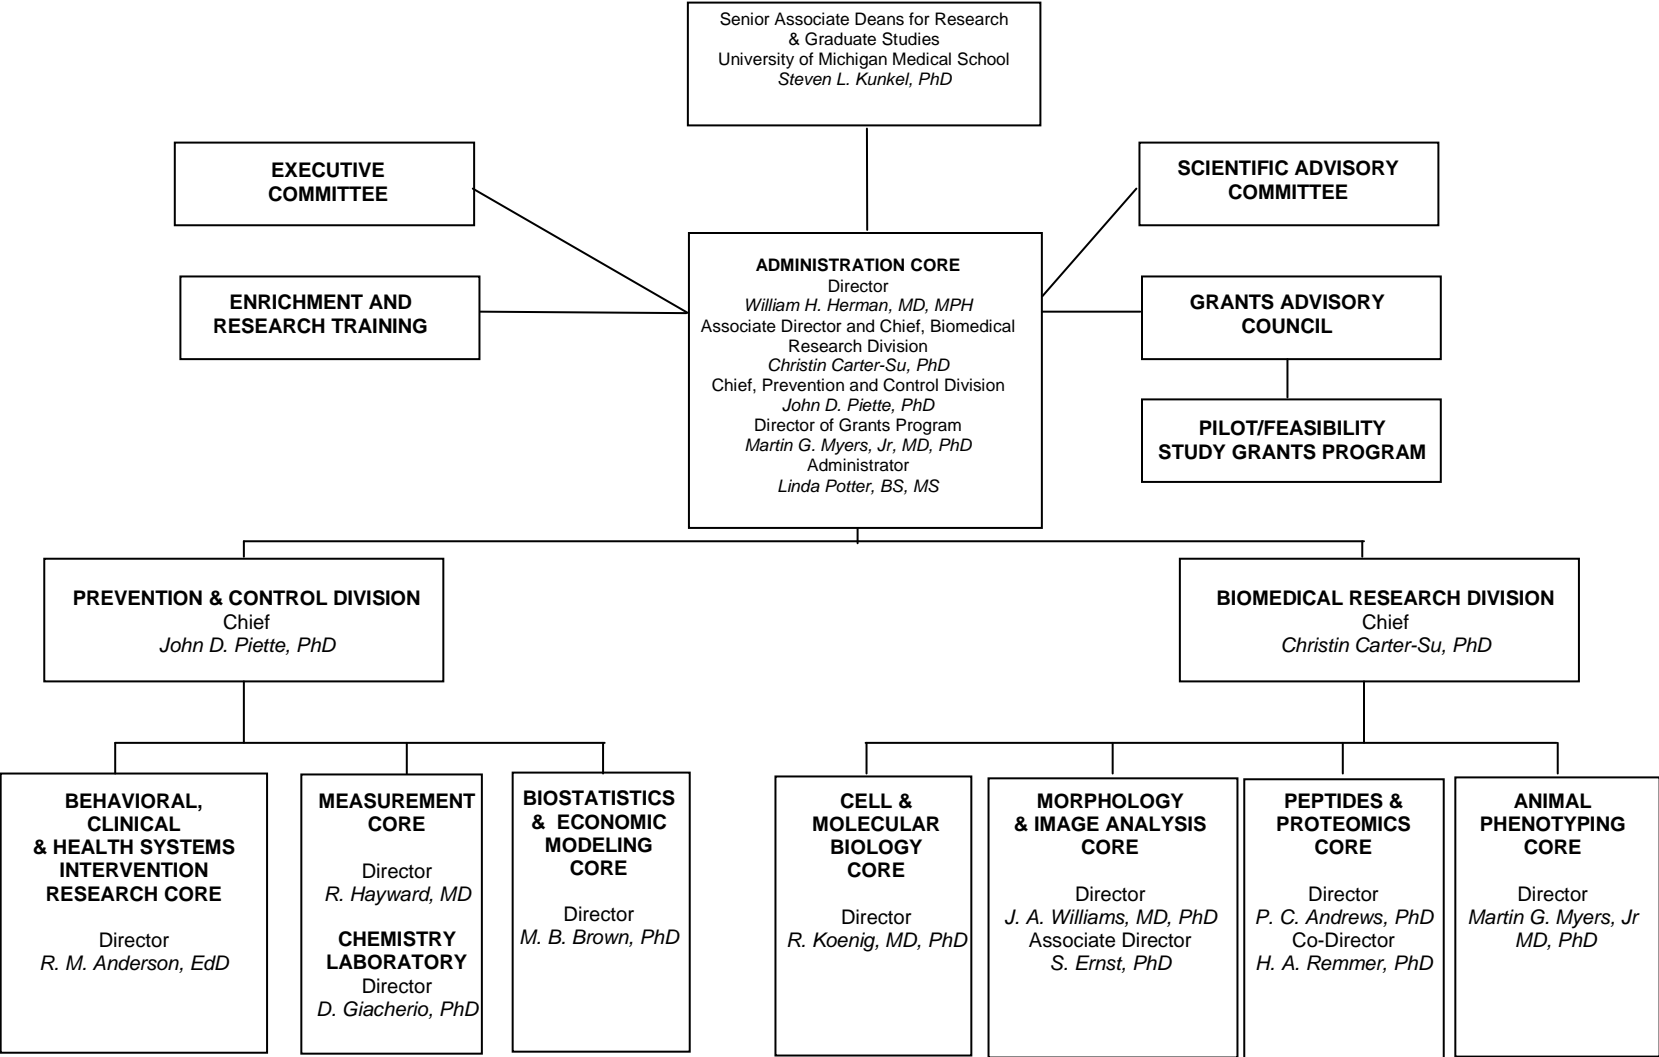 Senior Associate Deans for Research
& Graduate Studies
University of Michigan Medical School
Steven L. Kunkel, PhD
EXECUTIVE
COMMITTEE
SCIENTIFIC ADVISORY
COMMITTEE
ENRICHMENT AND
RESEARCH TRAINING
ADMINISTRATION CORE
Director
William H. Herman, MD, MPH
Associate Director and Chief, Biomedical
Research Division
Christin Carter-Su, PhD
Chief, Prevention and Control Division
John D. Piette, PhD
Director of Grants Program
Martin G. Myers, Jr, MD, PhD
Administrator
Linda Potter, BS, MS
GRANTS ADVISORY
COUNCIL
PILOT/FEASIBILITY
STUDY GRANTS PROGRAM
PREVENTION & CONTROL DIVISION
Chief
John D. Piette, PhD
BIOMEDICAL RESEARCH DIVISION
Chief
Christin Carter-Su, PhD
BEHAVIORAL,
CLINICAL
& HEALTH SYSTEMS
INTERVENTION
RESEARCH CORE
Director
R. M. Anderson, EdD
MEASUREMENT
CORE
Director
R. Hayward, MD
CHEMISTRY
LABORATORY
Director
D. Giacherio, PhD
BIOSTATISTICS
& ECONOMIC
MODELING
CORE
Director
M. B. Brown, PhD
CELL &
MOLECULAR
BIOLOGY
CORE
Director
R. Koenig, MD, PhD
MORPHOLOGY
& IMAGE ANALYSIS
CORE
Director
J. A. Williams, MD, PhD
Associate Director
S. Ernst, PhD
PEPTIDES &
PROTEOMICS
CORE
Director
P. C. Andrews, PhD
Co-Director
H. A. Remmer, PhD
ANIMAL
PHENOTYPING
CORE
Director
Martin G. Myers, Jr
MD, PhD